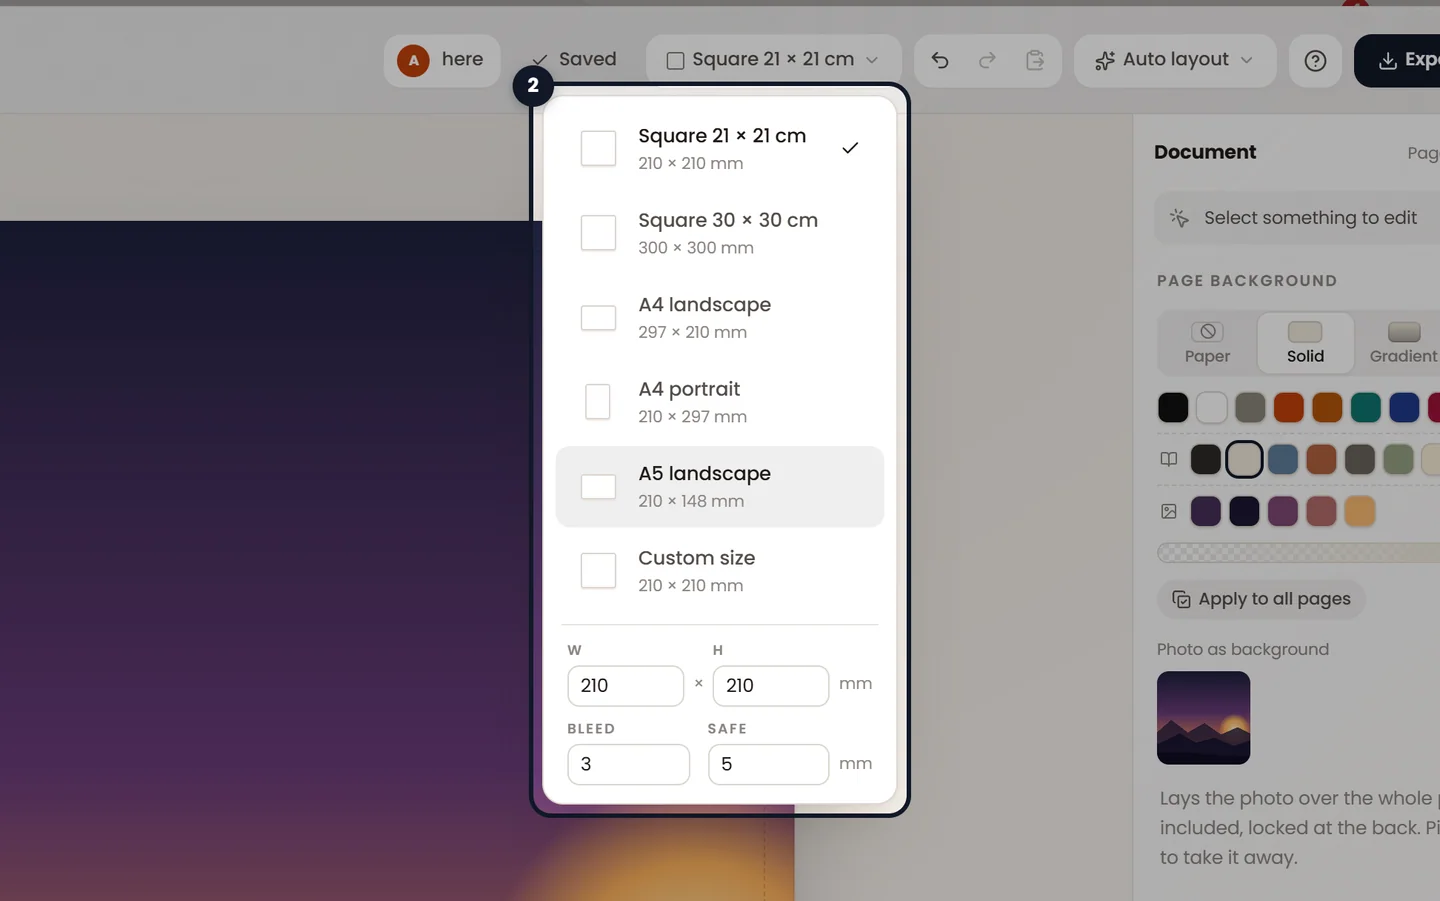 A here
Saved
Square 21 × 21 cm
Auto layout
Expo
2
Square 21 × 21 cm
210 × 210 mm
Square 30 × 30 cm
300 × 300 mm
A4 landscape
297 × 210 mm
A4 portrait
210 × 297 mm
A5 landscape
210 × 148 mm
Custom size
210 × 210 mm
W
H
210 × 210 mm
BLEED
SAFE
3
5 mm
Document
Pag
Select something to edit
PAGE BACKGROUND
Paper
Solid
Gradient
Apply to all pages
Photo as background
Lays the photo over the whole
included, locked at the back. Pi
to take it away.